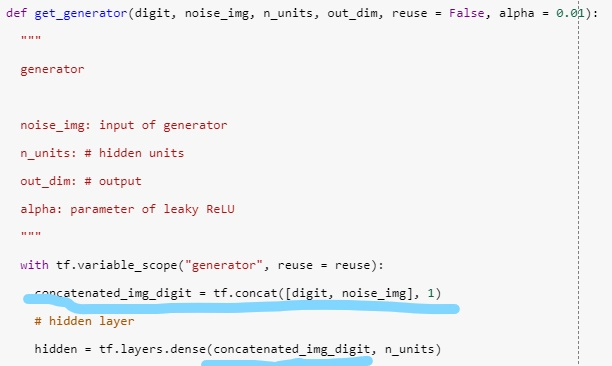 def get_generator(digit, noise_img, n_units, out_dim, reuse = False, alpha = 0.01):
"""
generator
noise_img: input of generator
n_units: # hidden units
out_dim: # output
alpha: parameter of leaky ReLU
"""
with tf.variable_scope("generator", reuse = reuse):
concatenated_img_digit = tf.concat([digit, noise_img], 1)
# hidden layer
hidden = tf.layers.dense(concatenated_img_digit, n_units)